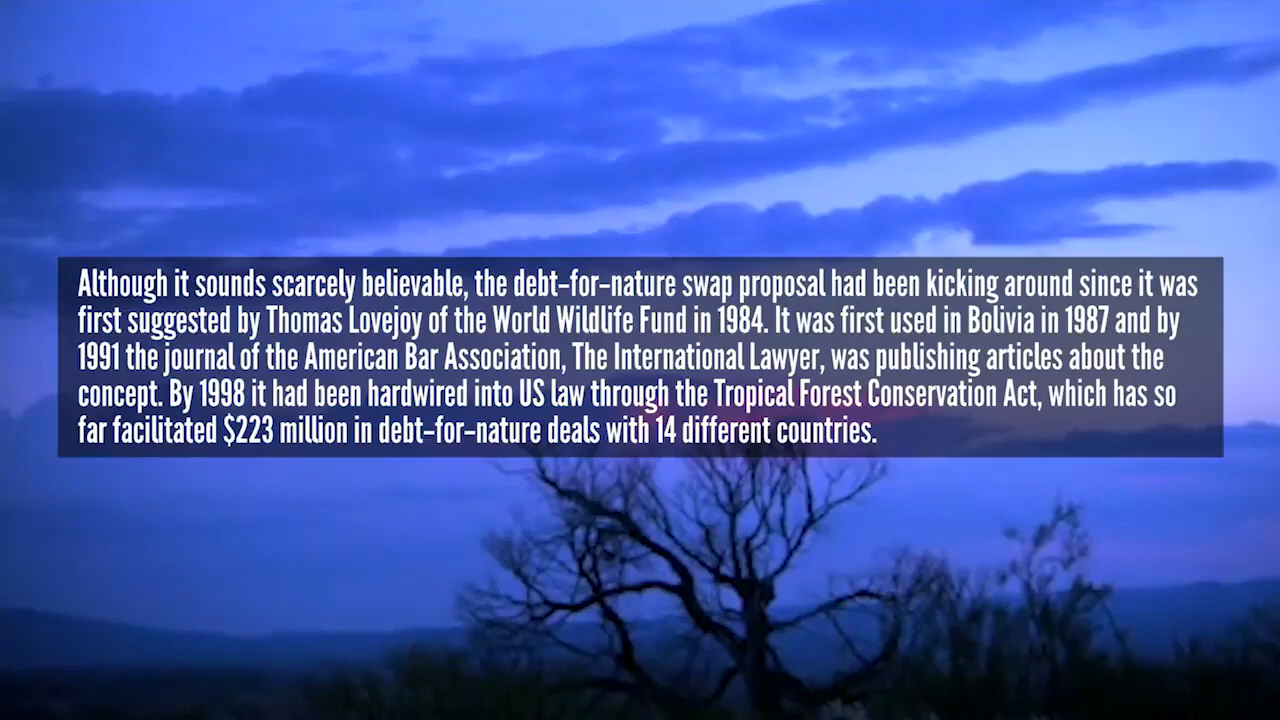 Although it sounds scarcely believable, the debt-for-nature swap proposal had been kicking around since it was
first suggested by Thomas Lovejoy of the World Wildlife Fund in 1984. It was first used in Bolivia in 1987 and by
1991 the journal of the American Bar Association, The International Lawyer, was publishing articles about the
concept. By 1998 it had been hardwired into US law through the Tropical Forest Conservation Act, which has so
far facilitated $223 million in debt-for-nature deals with 14 different countries.